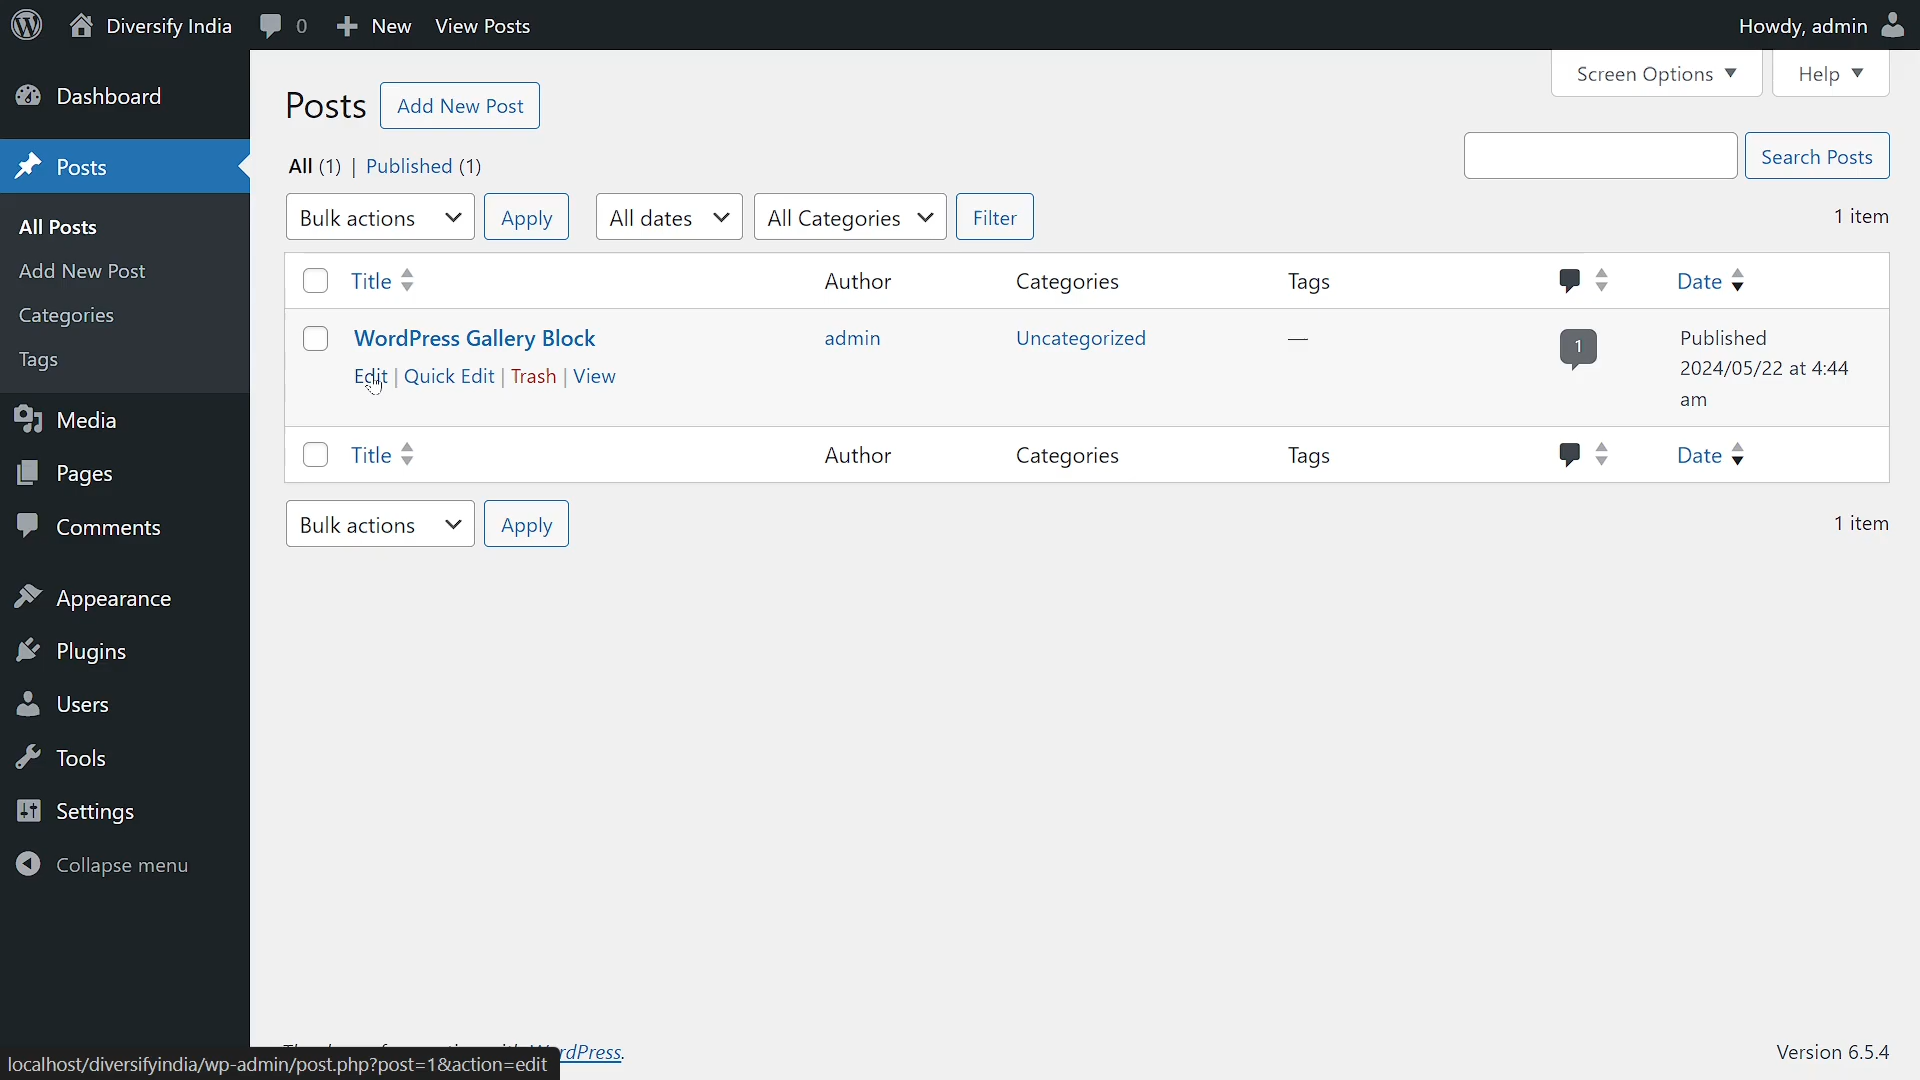 Diversify India 0 New View Posts Howdy, admin
Screen Options Help
Dashboard
Posts
All Posts
Add New Post
Categories
Tags
Media
Pages
Comments
Appearance
Plugins
Users
Tools
Settings
Collapse menu
Posts Add New Post
All (1) | Published (1)
Search Posts
Bulk actions Apply All dates All Categories Filter 1 item
Title Author Categories Tags Date
WordPress Gallery Block admin Uncategorized — 1 Published
2024/05/22 at 4:44
am
Edit | Quick Edit | Trash | View
Title Author Categories Tags Date
Bulk actions Apply 1 item
Version 6.5.4
localhost/diversifyindia/wp-admin/post.php?post=1&action=edit